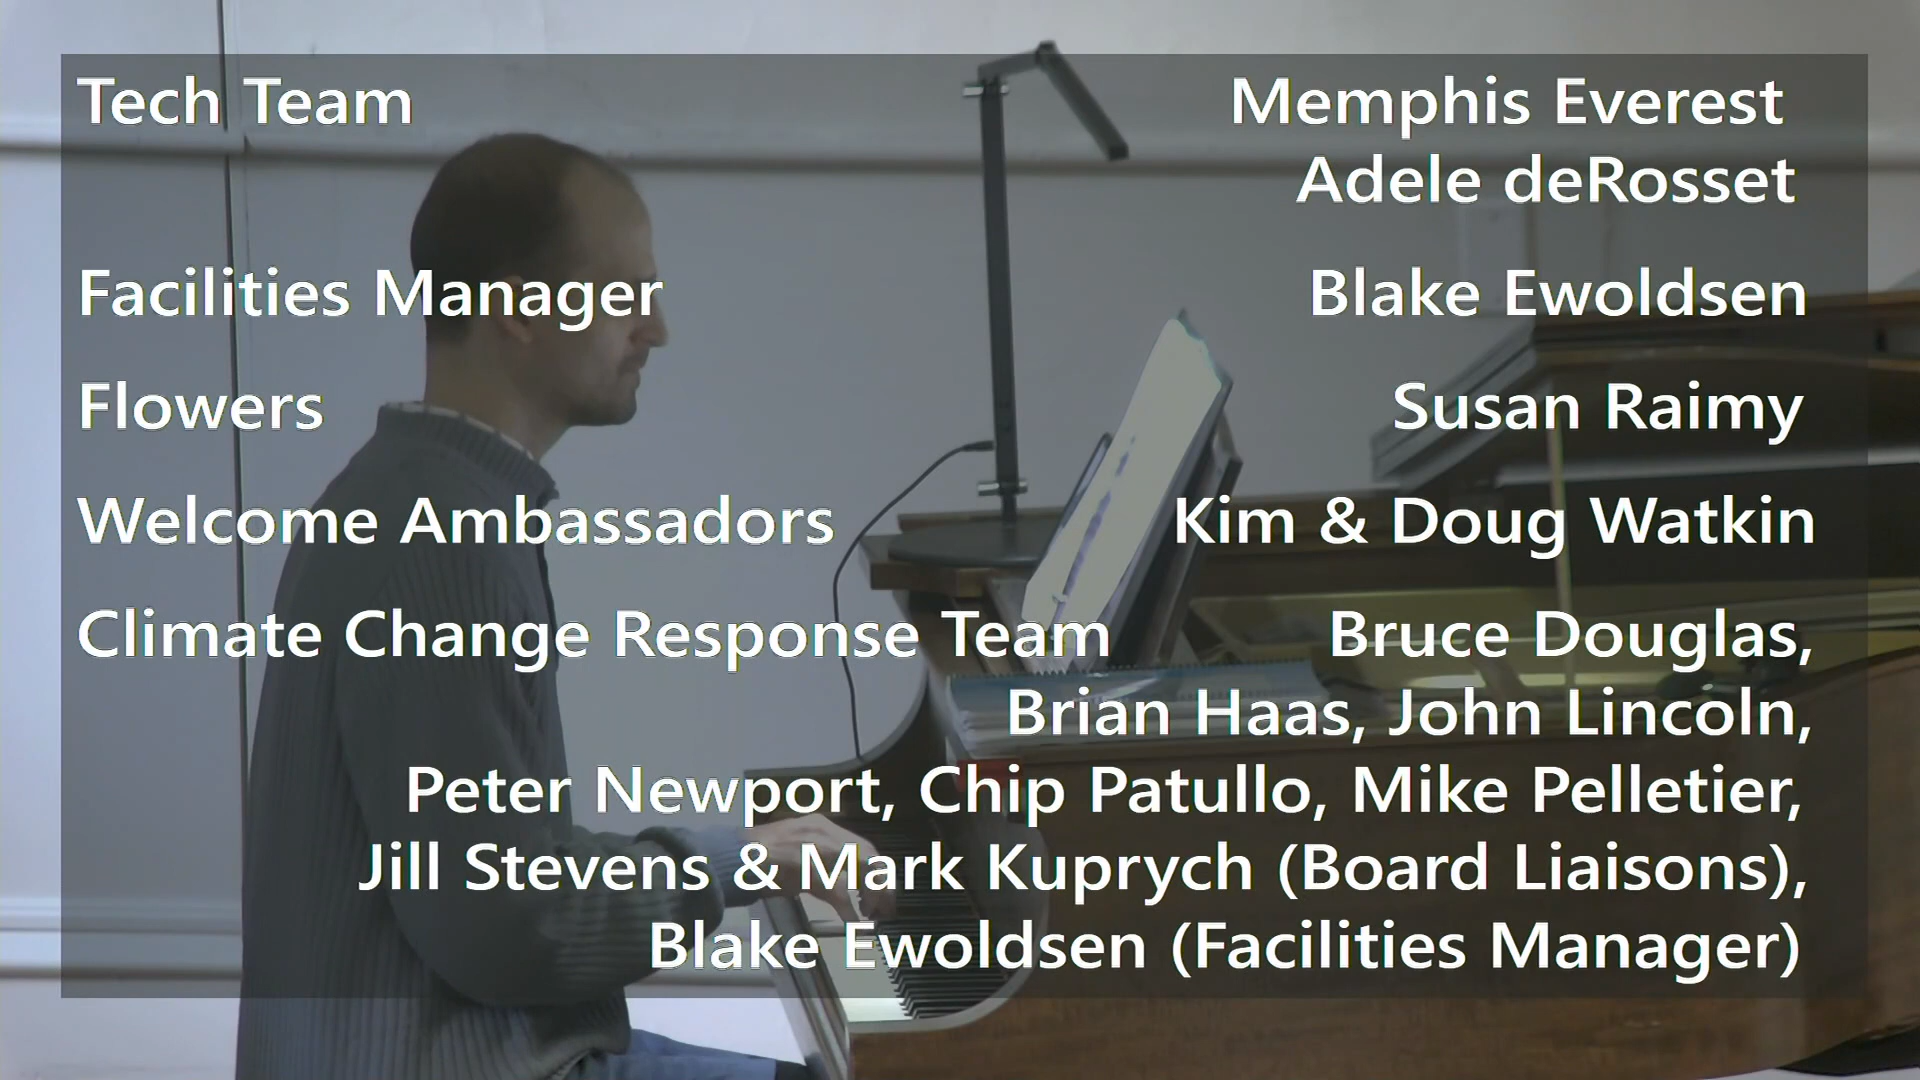 Tech Team Memphis Everest
Adele deRosset
Facilities Manager Blake Ewoldsen
Flowers Susan Raimy
Welcome Ambassadors Kim & Doug Watkin
Climate Change Response Team Bruce Douglas,
Brian Haas, John Lincoln,
Peter Newport, Chip Patullo, Mike Pelletier,
Jill Stevens & Mark Kuprych (Board Liaisons),
Blake Ewoldsen (Facilities Manager)